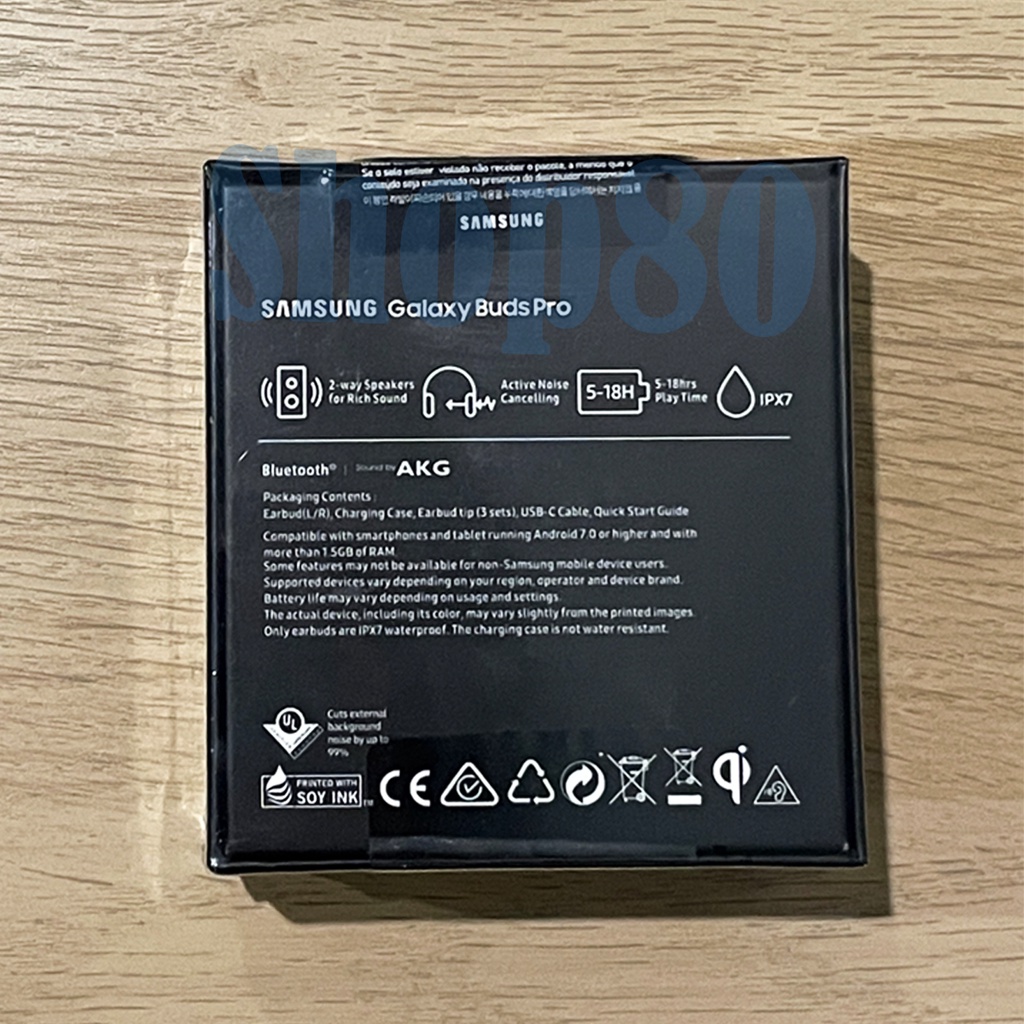 Shop80
Se o selo estiver violado não receber o pacote, a menos que o
conteúdo seja examinado na presença do distribuidor responsável
SAMSUNG
SAMSUNG Galaxy Buds Pro
2-way Speakers
for Rich Sound
Active Noise
Cancelling
5-18H
5-18hrs
Play Time
IPX7
Bluetooth® | Sound by AKG
Packaging Contents :
Earbud(L/R), Charging Case, Earbud tip (3 sets), USB-C Cable, Quick Start Guide
Compatible with smartphones and tablet running Android 7.0 or higher and with
more than 1.5GB of RAM.
Some features may not be available for non-Samsung mobile device users.
Supported devices vary depending on your region, operator and device brand.
Battery life may vary depending on usage and settings.
The actual device, including its color, may vary slightly from the printed images.
Only earbuds are IPX7 waterproof. The charging case is not water resistant.
UL
Cuts external
background
noise by up to
99%
PRINTED WITH
SOY INK™
CE
qi